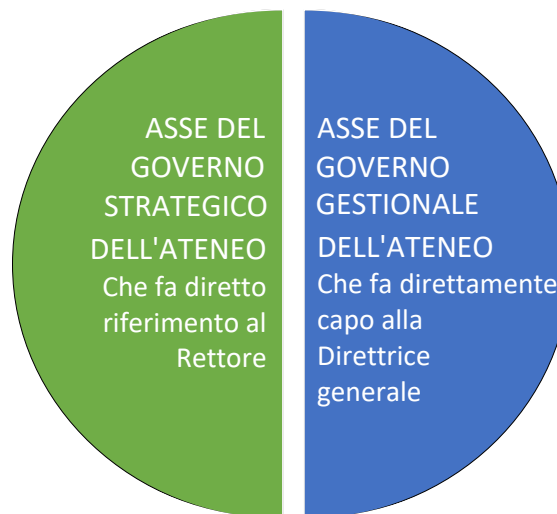 ASSE DEL
GOVERNO
STRATEGICO
DELL'ATENEO
Che fa diretto
riferimento al
Rettore
ASSE DEL
GOVERNO
GESTIONALE
DELL'ATENEO
Che fa direttamente
capo alla
Direttrice
generale